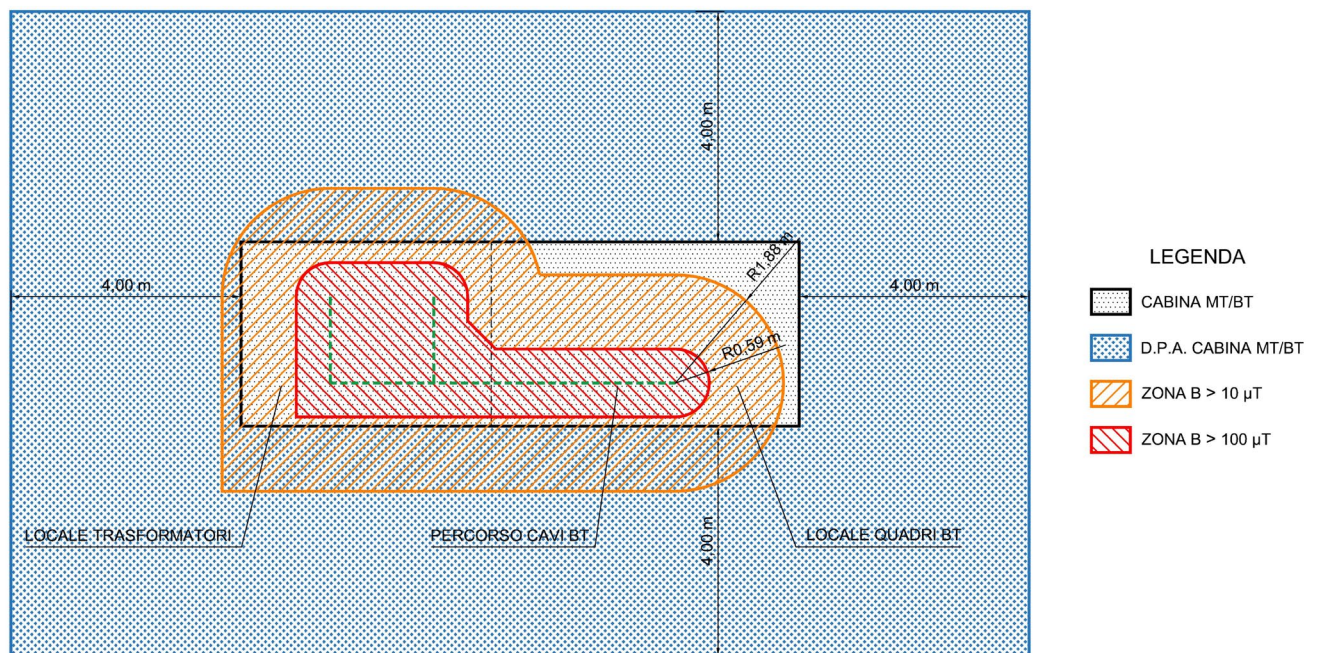 4.00 m
4.00 m
R1,88 m
4.00 m
R0,59 m
LOCALE TRASFORMATORI
PERCORSO CAVI BT
LOCALE QUADRI BT
4.00 m
LEGENDA
CABINA MT/BT
D.P.A. CABINA MT/BT
ZONA B > 10 µT
ZONA B > 100 µT